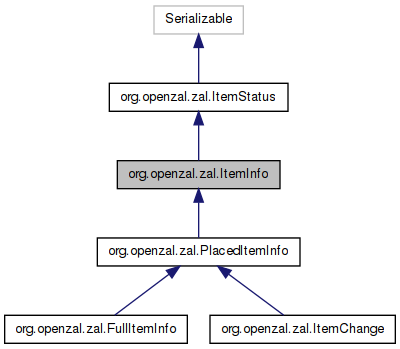 Serializable
org.openzal.zal.ItemStatus
org.openzal.zal.ItemInfo
org.openzal.zal.PlacedItemInfo
org.openzal.zal.FullItemInfo
org.openzal.zal.ItemChange